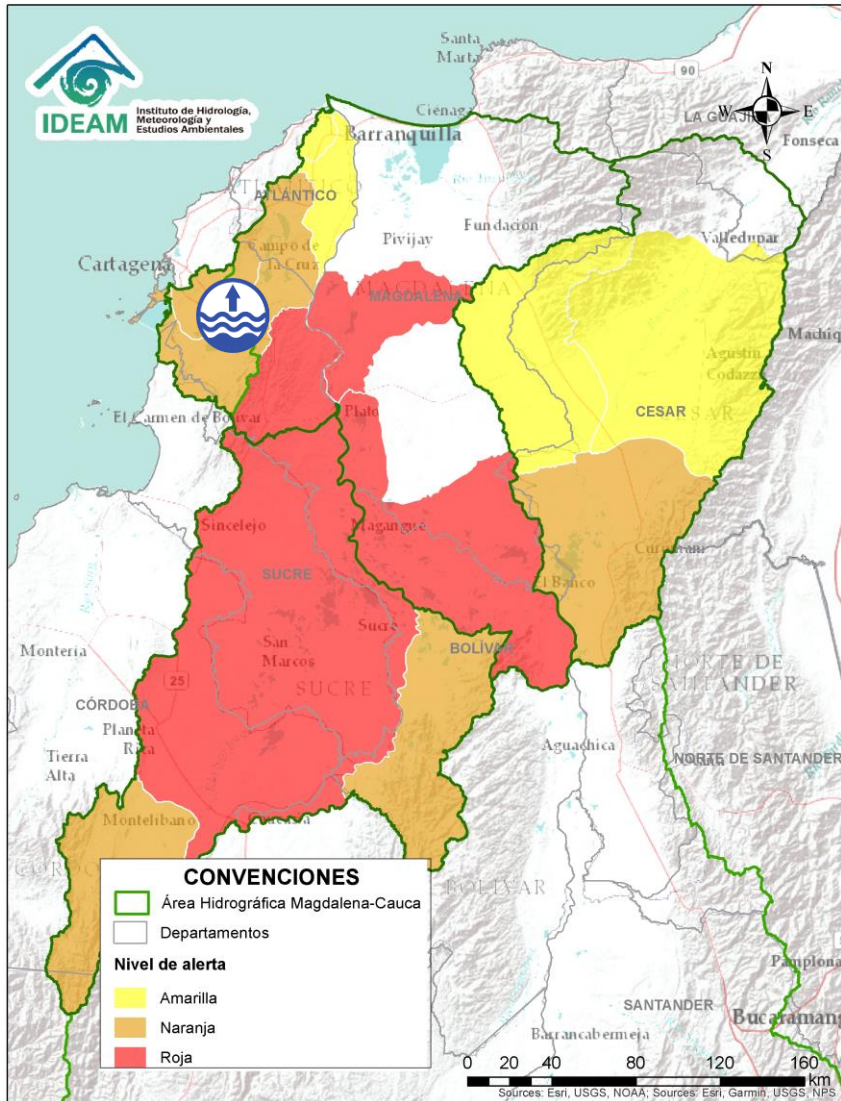 IDEAM
Instituto de Hidrología,
Meteorología y
Estudios Ambientales
Santa
Marta
90
N
W
E
S
LA GUAJI
Fonseca
Ciénaga
Barranquilla
ATLÁNTICO
Pivijay
Fundación
Valledupar
Cartagena
Campo de
la Cruz
MAGDALENA
Agustín
Codazzi
El Carmen de Bolívar
Plato
CESAR
Sincelejo
Magangué
SUCRE
El Banco
Sucre
San
Marcos
SUCRE
BOLÍVAR
Montería
25
CÓRDOBA
Planeta
Rica
Tierra
Alta
NORTE DE
SANTANDER
Aguachica
NORTE DE SANTANDER
Montelíbano
BOLÍVAR
CONVENCIONES
Área Hidrográfica Magdalena-Cauca
Departamentos
Nivel de alerta
Amarilla
Naranja
Roja
Pamplona
SANTANDER
Bucaramang
Barrancabermeja
0 20 40 80 120 160
km
Sources: Esri, USGS, NOAA; Sources: Esri, Garmin, USGS, NPS